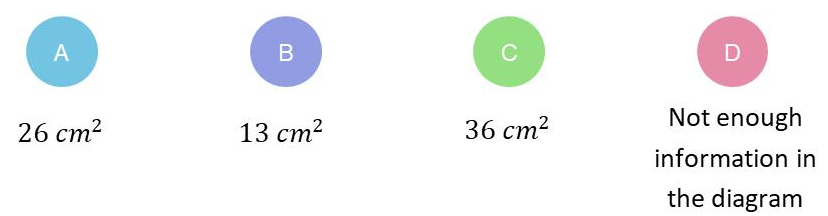 A B C D
26 cm² 13 cm² 36 cm² Not enough
information in
the diagram